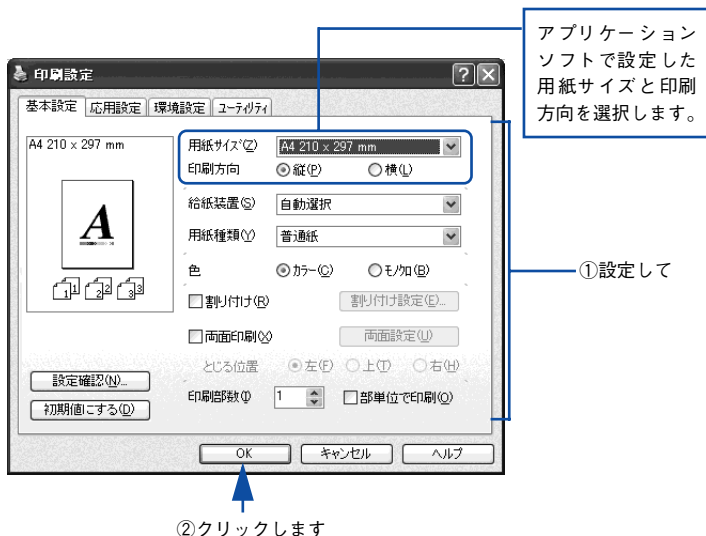 アプリケーション
ソフトで設定した
用紙サイズと印刷
方向を選択します。
印刷設定
基本設定 応用設定 環境設定 ユーティリティ
A4 210 x 297 mm
用紙サイズ(Z) A4 210 x 297 mm
印刷方向 縦(P) 横(L)
給紙装置(S) 自動選択
用紙種類(Y) 普通紙
色 カラー(C) モノクロ(B)
割り付け(R) 割り付け設定(E)...
両面印刷(X) 両面設定(U)
とじる位置 左(F) 上(T) 右(H)
印刷部数(I) 1 部単位で印刷(O)
A
1 1 2 2 3 3
設定確認(N)...
初期値にする(D)
OK キャンセル ヘルプ
①設定して
②クリックします